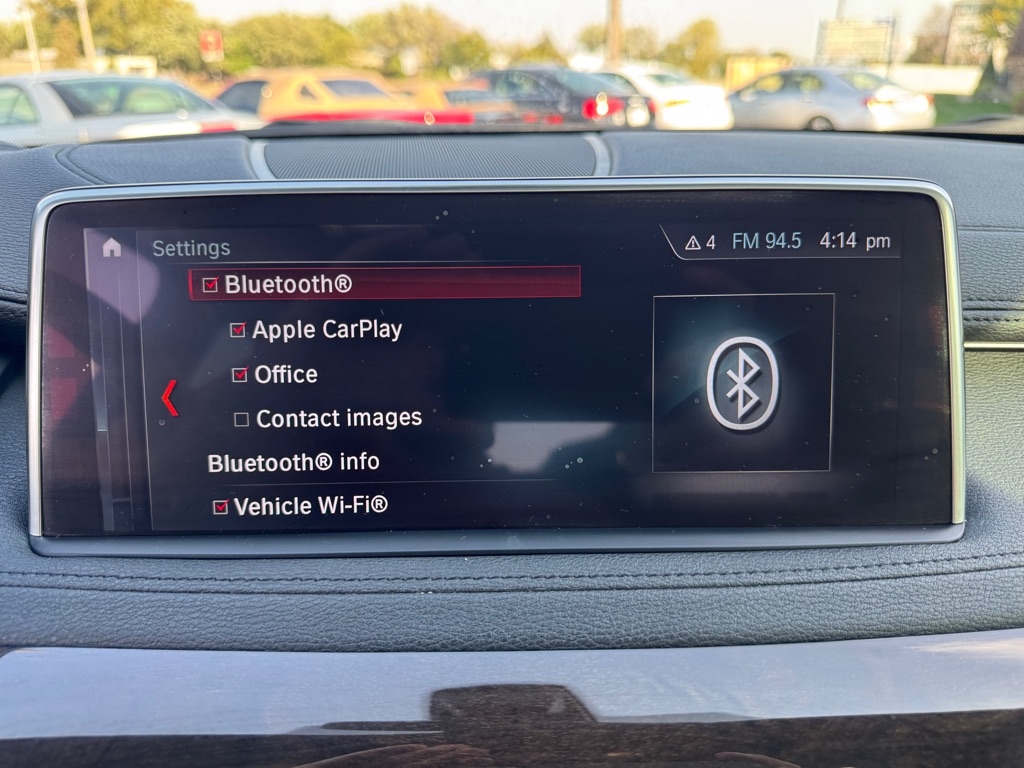 Settings
4 FM 94.5 4:14 pm
Bluetooth®
Apple CarPlay
Office
Contact images
Bluetooth® info
Vehicle Wi-Fi®